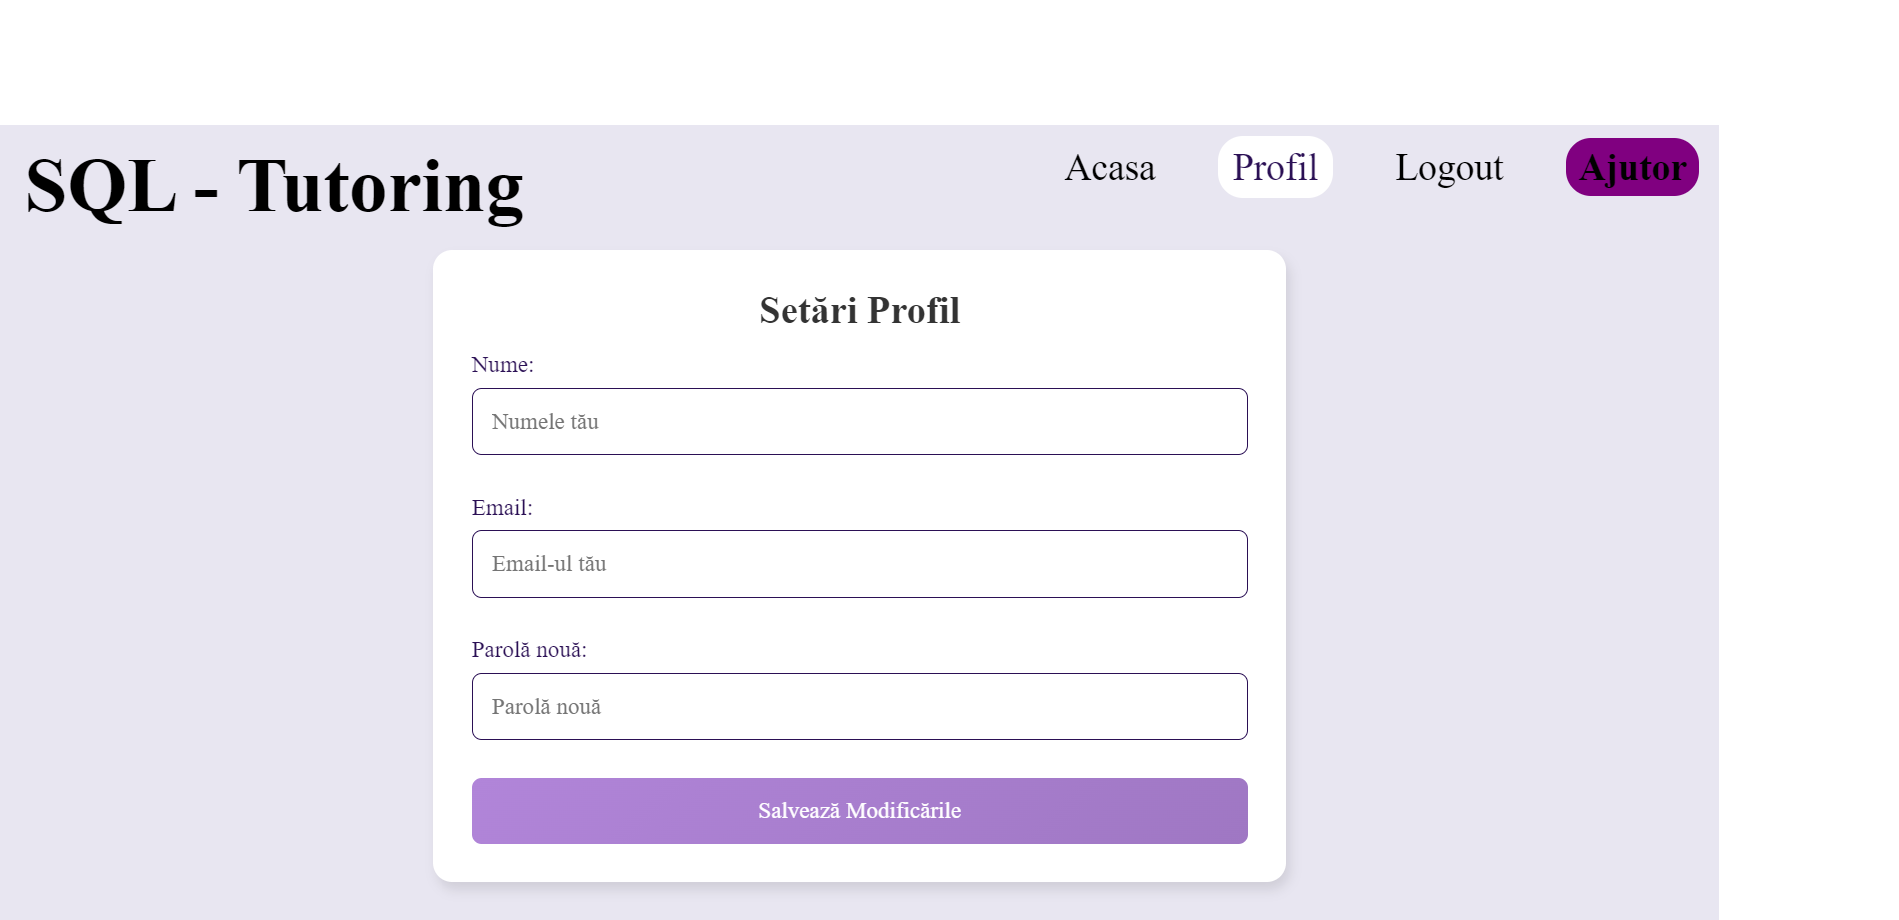 SQL - Tutoring
Acasa Profil Logout Ajutor
Setări Profil
Nume:
Numele tău
Email:
Email-ul tău
Parolă nouă:
Parolă nouă
Salvează Modificările